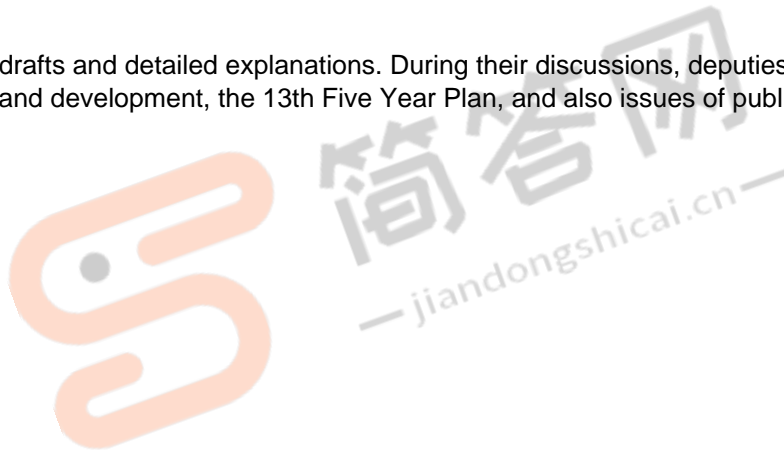 drafts and detailed explanations. During their discussions, deputies
and development, the 13th Five Year Plan, and also issues of publ
简答网
jiandongshicai.cn